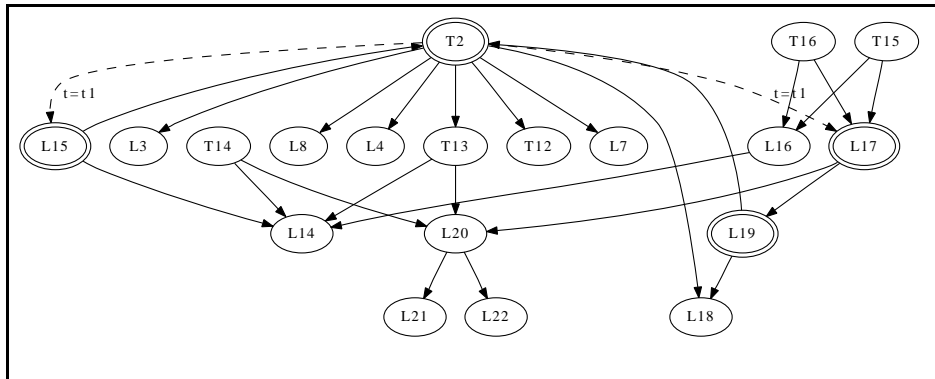 T2 T16 T15
t=t1 t=t1
L15 L3 T14 L8 L4 T13 T12 L7 L16 L17
L14 L20 L19
L21 L22 L18